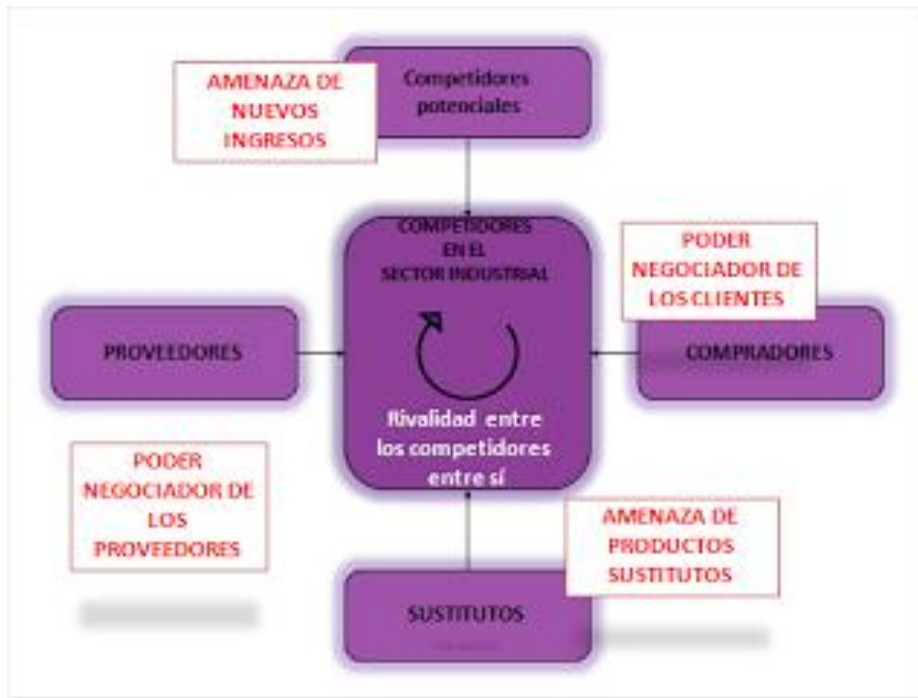 AMENAZA DE
NUEVOS
INGRESOS
Competidores
potenciales
COMPETIDORES
EN EL
SECTOR INDUSTRIAL
PODER
NEGOCIADOR DE
LOS CLIENTES
PROVEEDORES
COMPRADORES
Rivalidad entre
los competidores
entre sí
PODER
NEGOCIADOR DE
LOS
PROVEEDORES
AMENAZA DE
PRODUCTOS
SUSTITUTOS
SUSTITUTOS